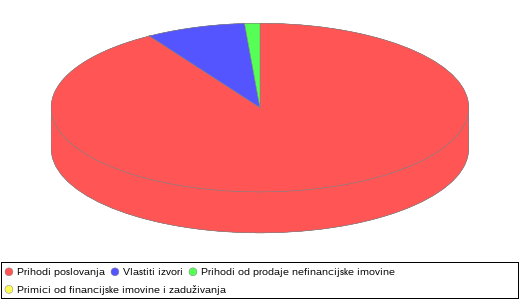 Prihodi poslovanja Vlastiti izvori Prihodi od prodaje nefinancijske imovine
Primici od financijske imovine i zaduživanja